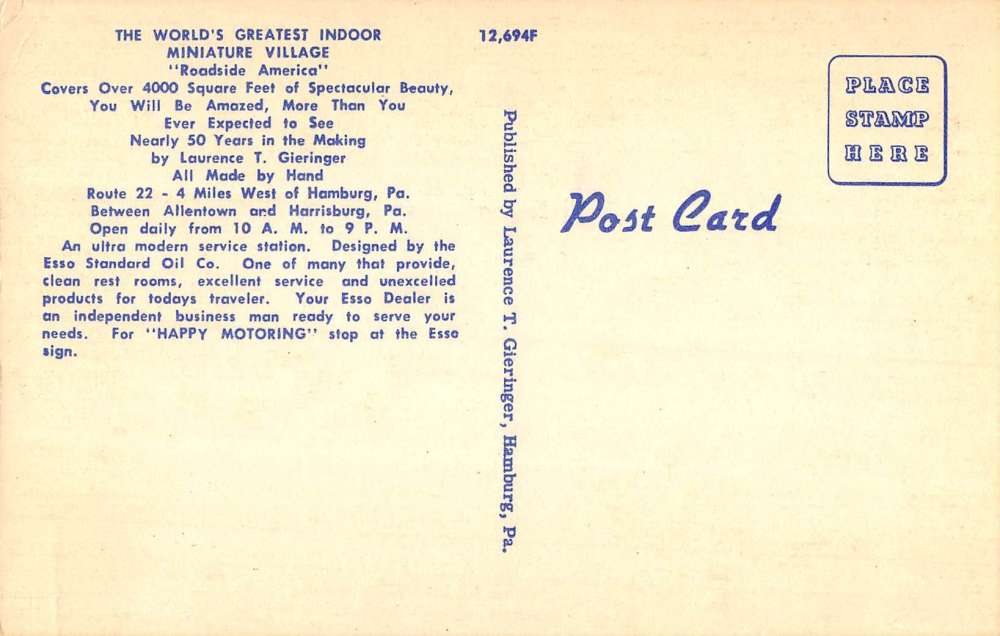 THE WORLD'S GREATEST INDOOR
MINIATURE VILLAGE
"Roadside America"
Covers Over 4000 Square Feet of Spectacular Beauty,
You Will Be Amazed, More Than You
Ever Expected to See
Nearly 50 Years in the Making
by Laurence T. Gieringer
All Made by Hand
Route 22 - 4 Miles West of Hamburg, Pa.
Between Allentown and Harrisburg, Pa.
Open daily from 10 A. M. to 9 P. M.
An ultra modern service station. Designed by the
Esso Standard Oil Co. One of many that provide,
clean rest rooms, excellent service and unexcelled
products for todays traveler. Your Esso Dealer is
an independent business man ready to serve your
needs. For "HAPPY MOTORING" stop at the Esso
sign.
12,694F
Published by Laurence T. Gieringer, Hamburg, Pa.
Post Card
PLACE
STAMP
HERE